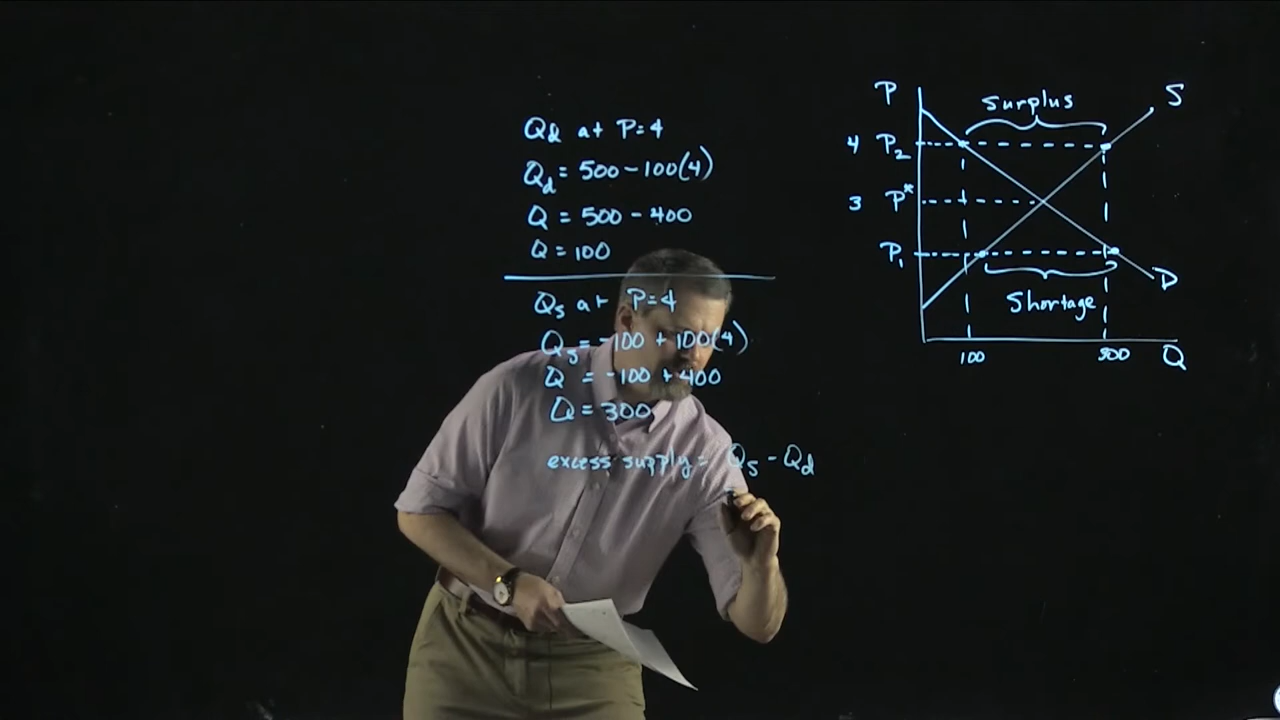 Qd at P=4
Qd = 500 - 100(4)
Q = 500 - 400
Q = 100
Qs at P=4
Qs = -100 + 100(4)
Q = -100 + 400
Q = 300
excess supply = Qs - Qd
P
Surplus
S
4 P2
3 P*
P1
D
Shortage
100
300
Q